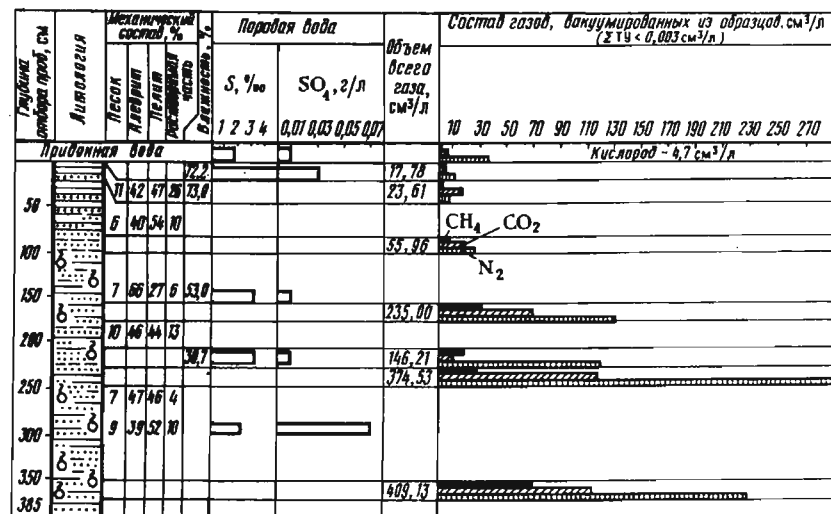 Глубина отбора проб, см
Литология
Механический состав, %
Песок
Алеврит
Пелит
Растворимая часть
Влажность, %
Поровая вода
S, ‰
SO₄, г/л
1 2 3 4
0,01 0,03 0,05 0,07
Объем всего газа, см³/л
Состав газов, вакуумированных из образцов, см³/л
(Σ ТУ < 0,003 см³/л)
10 30 50 70 90 110 130 150 170 190 210 230 250 270
Придонная вода
Кислород – 4,7 см³/л
72,2 17,78
11 42 47 26 73,0 23,61
50
6 40 54 10
CH₄ CO₂
100 55,96
N₂
7 66 27 6 53,0
150
235,00
10 46 44 13
200
38,7 146,21
374,53
250
7 47 46 4
9 39 52 10
300
350
409,13
385